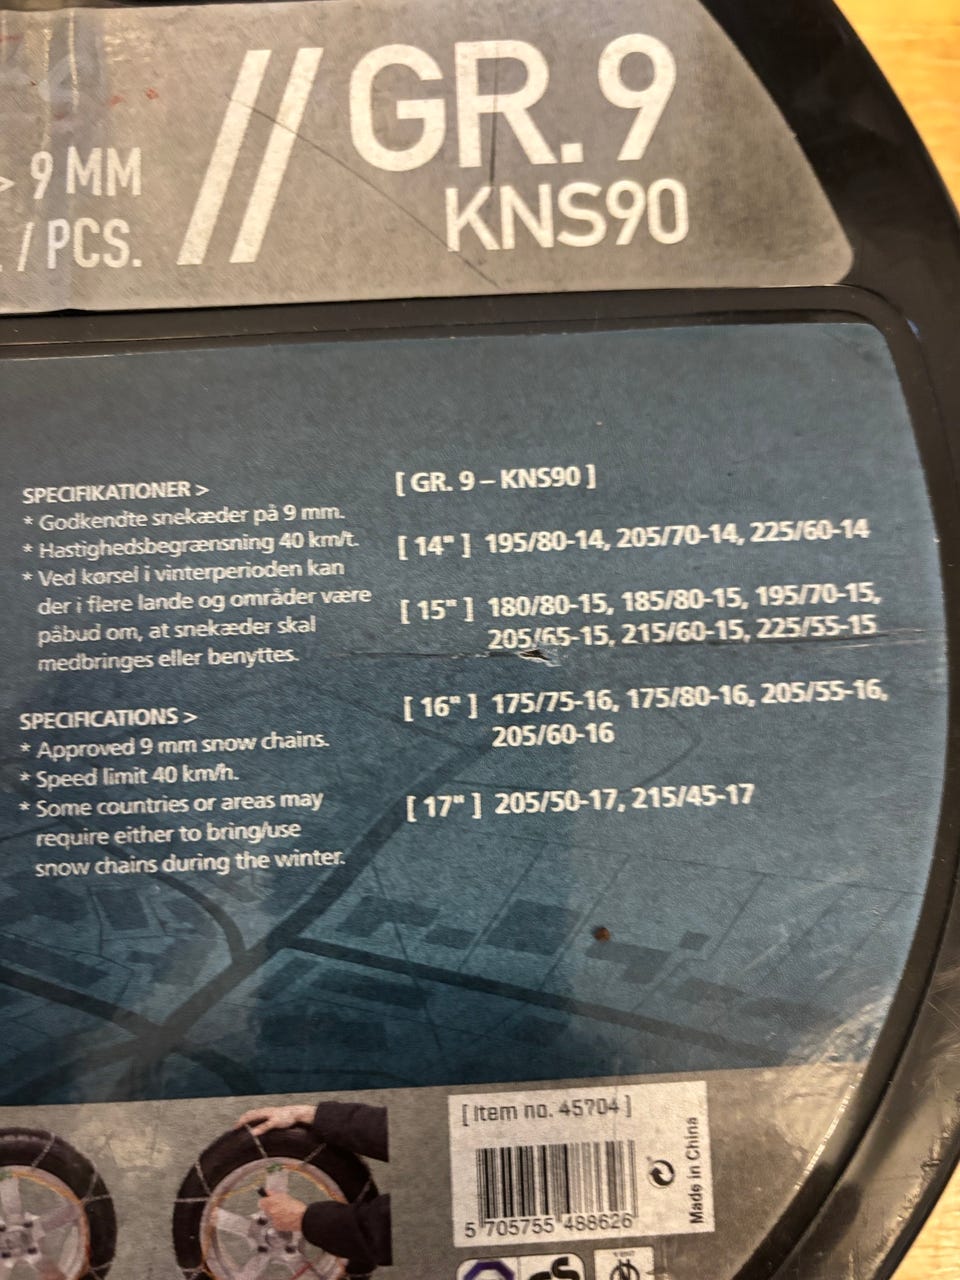 > 9 MM
/ PCS.
// GR. 9
KNS90
SPECIFIKATIONER >
* Godkendte snekæder på 9 mm.
* Hastighedsbegrænsning 40 km/t.
* Ved kørsel i vinterperioden kan
der i flere lande og områder være
påbud om, at snekæder skal
medbringes eller benyttes.
SPECIFICATIONS >
* Approved 9 mm snow chains.
* Speed limit 40 km/h.
* Some countries or areas may
require either to bring/use
snow chains during the winter.
[ GR. 9 – KNS90 ]
[ 14" ] 195/80-14, 205/70-14, 225/60-14
[ 15" ] 180/80-15, 185/80-15, 195/70-15,
205/65-15, 215/60-15, 225/55-15
[ 16" ] 175/75-16, 175/80-16, 205/55-16,
205/60-16
[ 17" ] 205/50-17, 215/45-17
[ Item no. 45704 ]
5 705755 488626
Made in China
GS